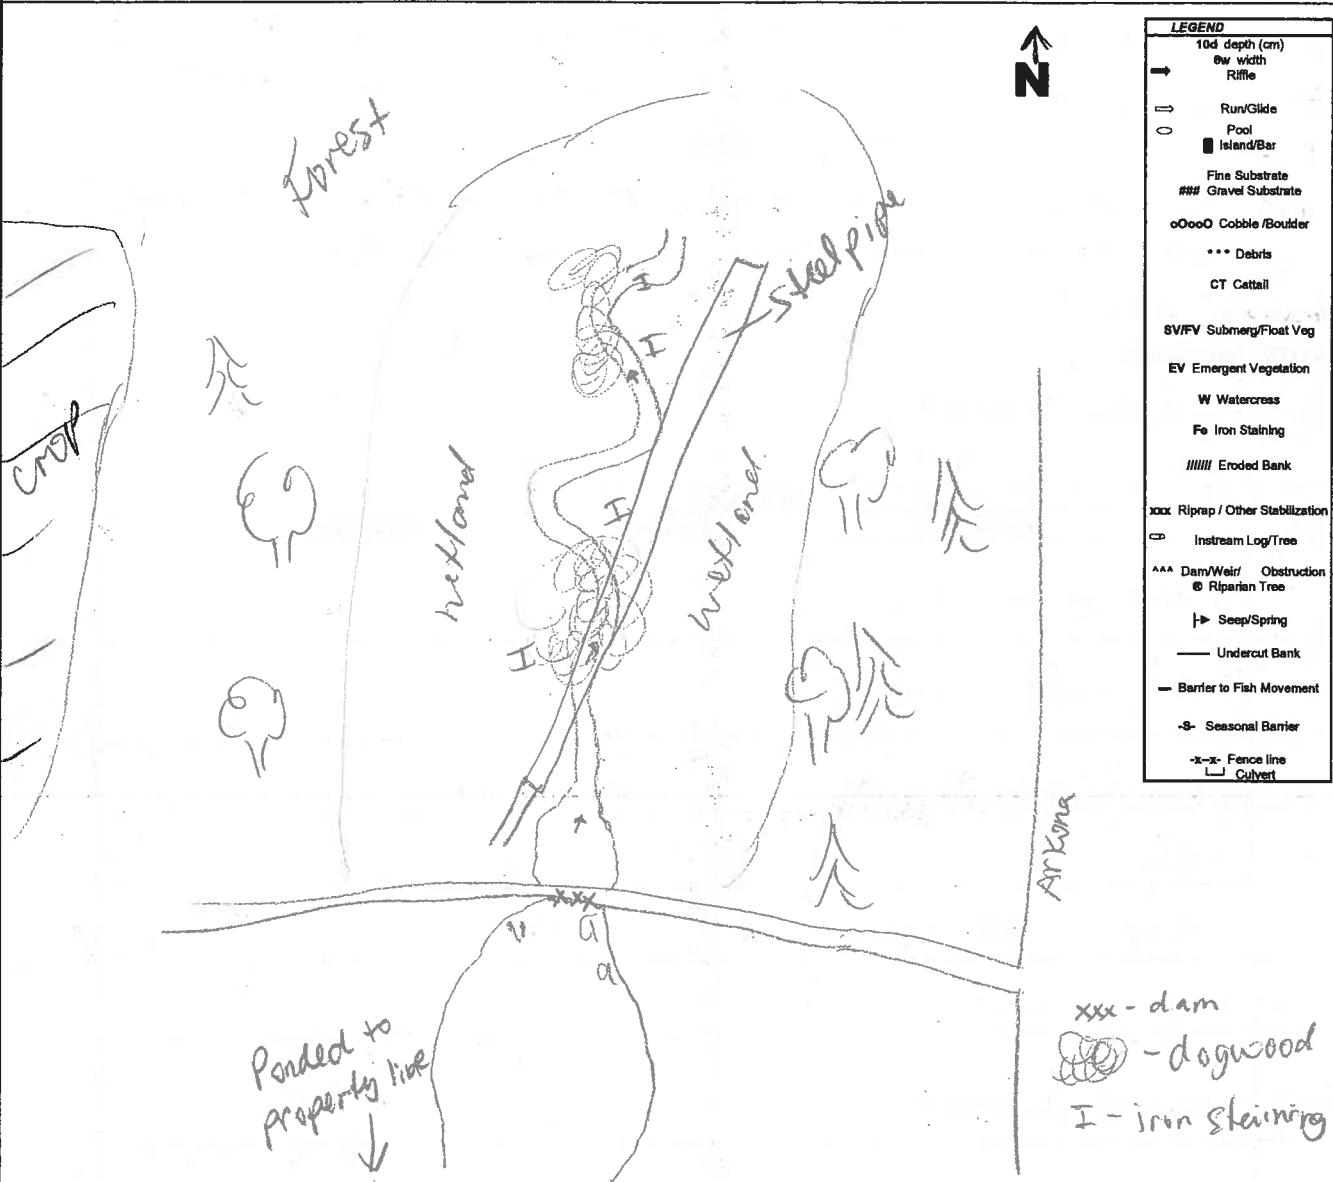 N
Forest
Steel pipe
crop
wetland
wetland
I
I
I
I
Arkona
xxx
a
a
Ponded to
property line
xxx - dam
- dogwood
I - iron staining
LEGEND
10d depth (cm)
6w width
Riffle
Run/Glide
Pool
Island/Bar
Fine Substrate
### Gravel Substrate
oOooO Cobble /Boulder
*** Debris
CT Cattail
SV/FV Submerg/Float Veg
EV Emergent Vegetation
W Watercress
Fe Iron Staining
/////// Eroded Bank
xxx Riprap / Other Stabilization
Instream Log/Tree
^^^ Dam/Weir/ Obstruction
Riparian Tree
Seep/Spring
Undercut Bank
Barrier to Fish Movement
-S- Seasonal Barrier
-x--x- Fence line
Culvert